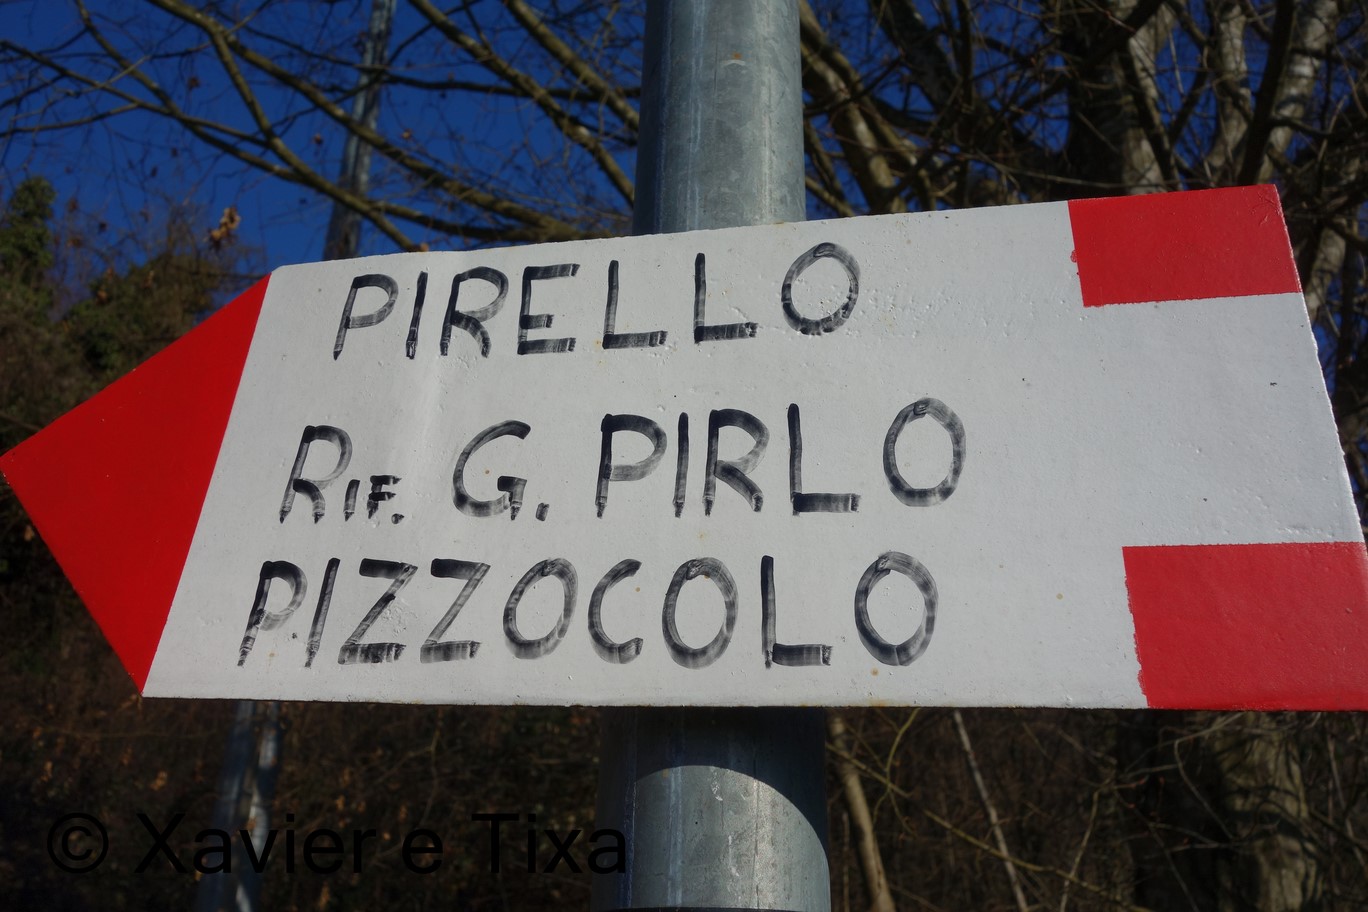 PIRELLO
RIF. G. PIRLO
PIZZOCOLO
© Xavier e Tixa